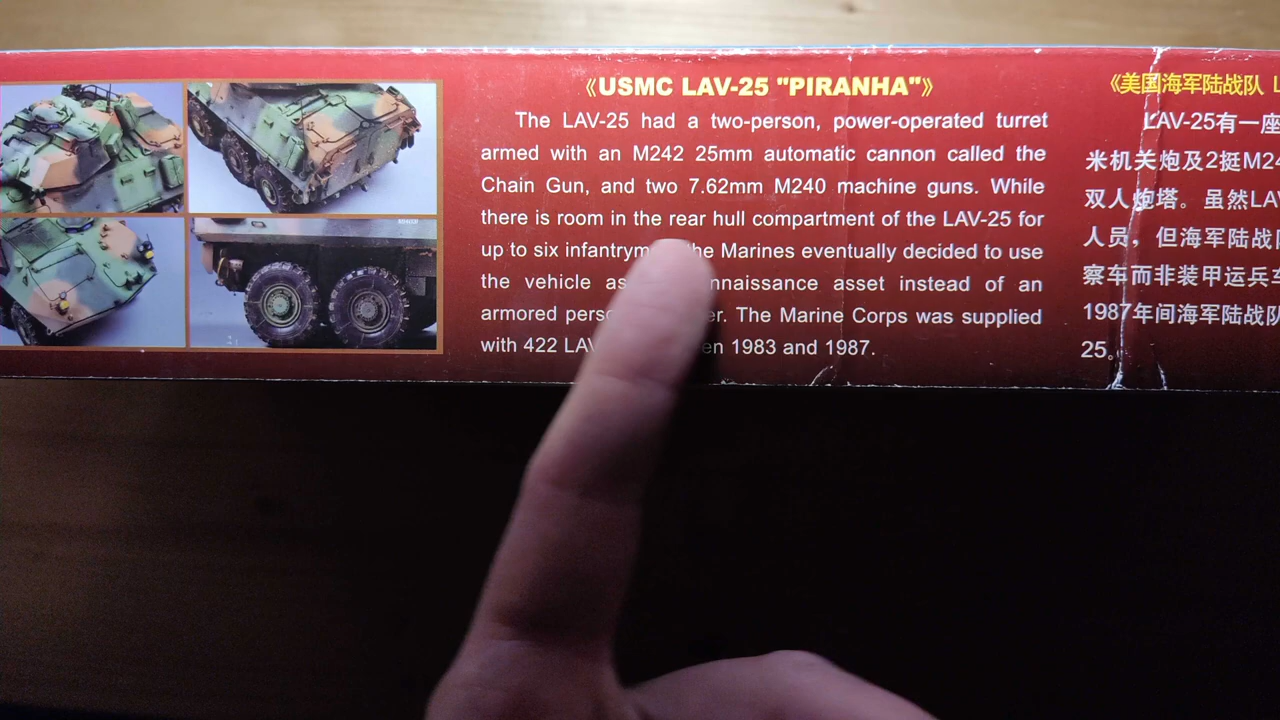 《USMC LAV-25 "PIRANHA"》
The LAV-25 had a two-person, power-operated turret
armed with an M242 25mm automatic cannon called the
Chain Gun, and two 7.62mm M240 machine guns. While
there is room in the rear hull compartment of the LAV-25 for
up to six the Marines eventually decided to use
the vehicle as asset instead of an
armored The Marine Corps was supplied
with 422 1983 and 1987.
《美国海军陆战队 L
LAV-25有一座
米机关炮及2挺M24
双人炮塔。虽然LAV
人员，但海军陆战队
察车而非装甲运兵车
1987年间海军陆战队
25。